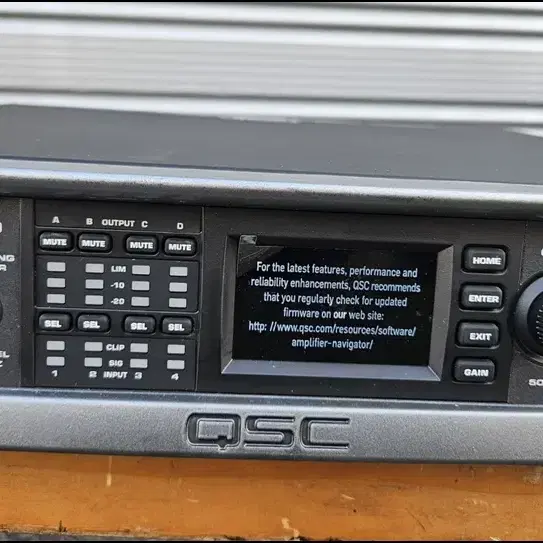 A B OUTPUT C D
MUTE MUTE MUTE MUTE
LIM
-10
-20
SEL SEL SEL SEL
CLIP
SIG
1 2 INPUT 3 4
For the latest features, performance and
reliability enhancements, QSC recommends
that you regularly check for updated
firmware on our web site:
http: //www.qsc.com/resources/software/
amplifier-navigator/
HOME
ENTER
EXIT
GAIN
QSC